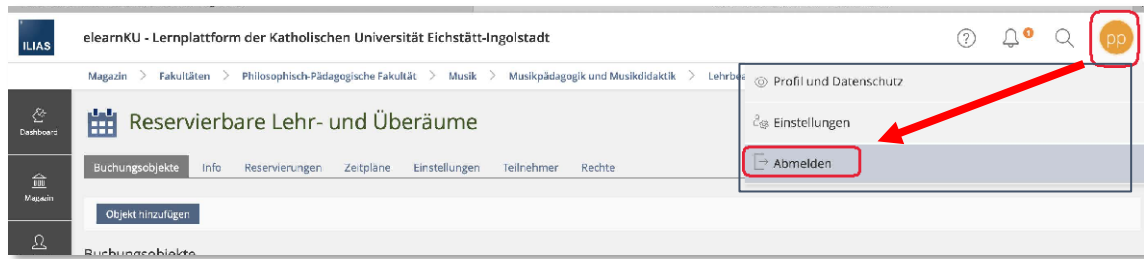 ILIAS
elearnKU - Lernplattform der Katholischen Universität Eichstätt-Ingolstadt
pp
Magazin > Fakultäten > Philosophisch-Pädagogische Fakultät > Musik > Musikpädagogik und Musikdidaktik >
Profil und Datenschutz
Einstellungen
Abmelden
Dashboard
Reservierbare Lehr- und Überäume
Buchungsobjekte Info Reservierungen Zeitpläne Einstellungen Teilnehmer Rechte
Magazin
Objekt hinzufügen
Buchungsobjekte